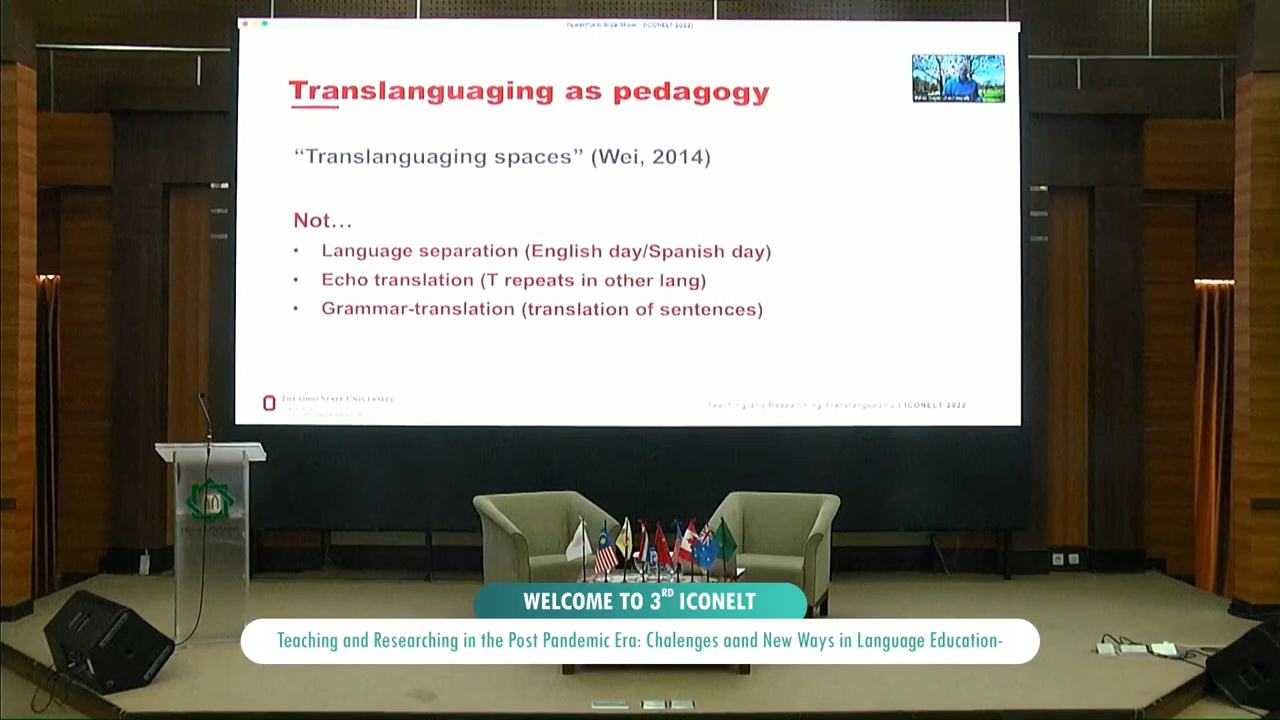 PowerPoint Slide Show - [ICONELT 2022]
Translanguaging as pedagogy
“Translanguaging spaces” (Wei, 2014)
Not…
• Language separation (English day/Spanish day)
• Echo translation (T repeats in other lang)
• Grammar-translation (translation of sentences)
THE OHIO STATE UNIVERSITY
Teaching and Researching Translanguaging | ICONELT 2022
WELCOME TO 3RD ICONELT
Teaching and Researching in the Post Pandemic Era: Chalenges aand New Ways in Language Education-